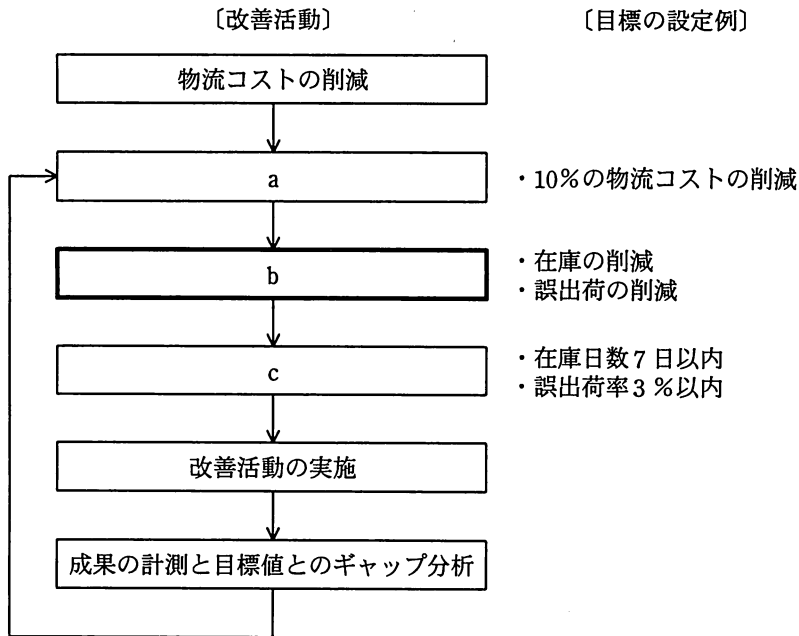 〔改善活動〕 〔目標の設定例〕
物流コストの削減
a ・10%の物流コストの削減
b ・在庫の削減
・誤出荷の削減
c ・在庫日数7日以内
・誤出荷率3%以内
改善活動の実施
成果の計測と目標値とのギャップ分析